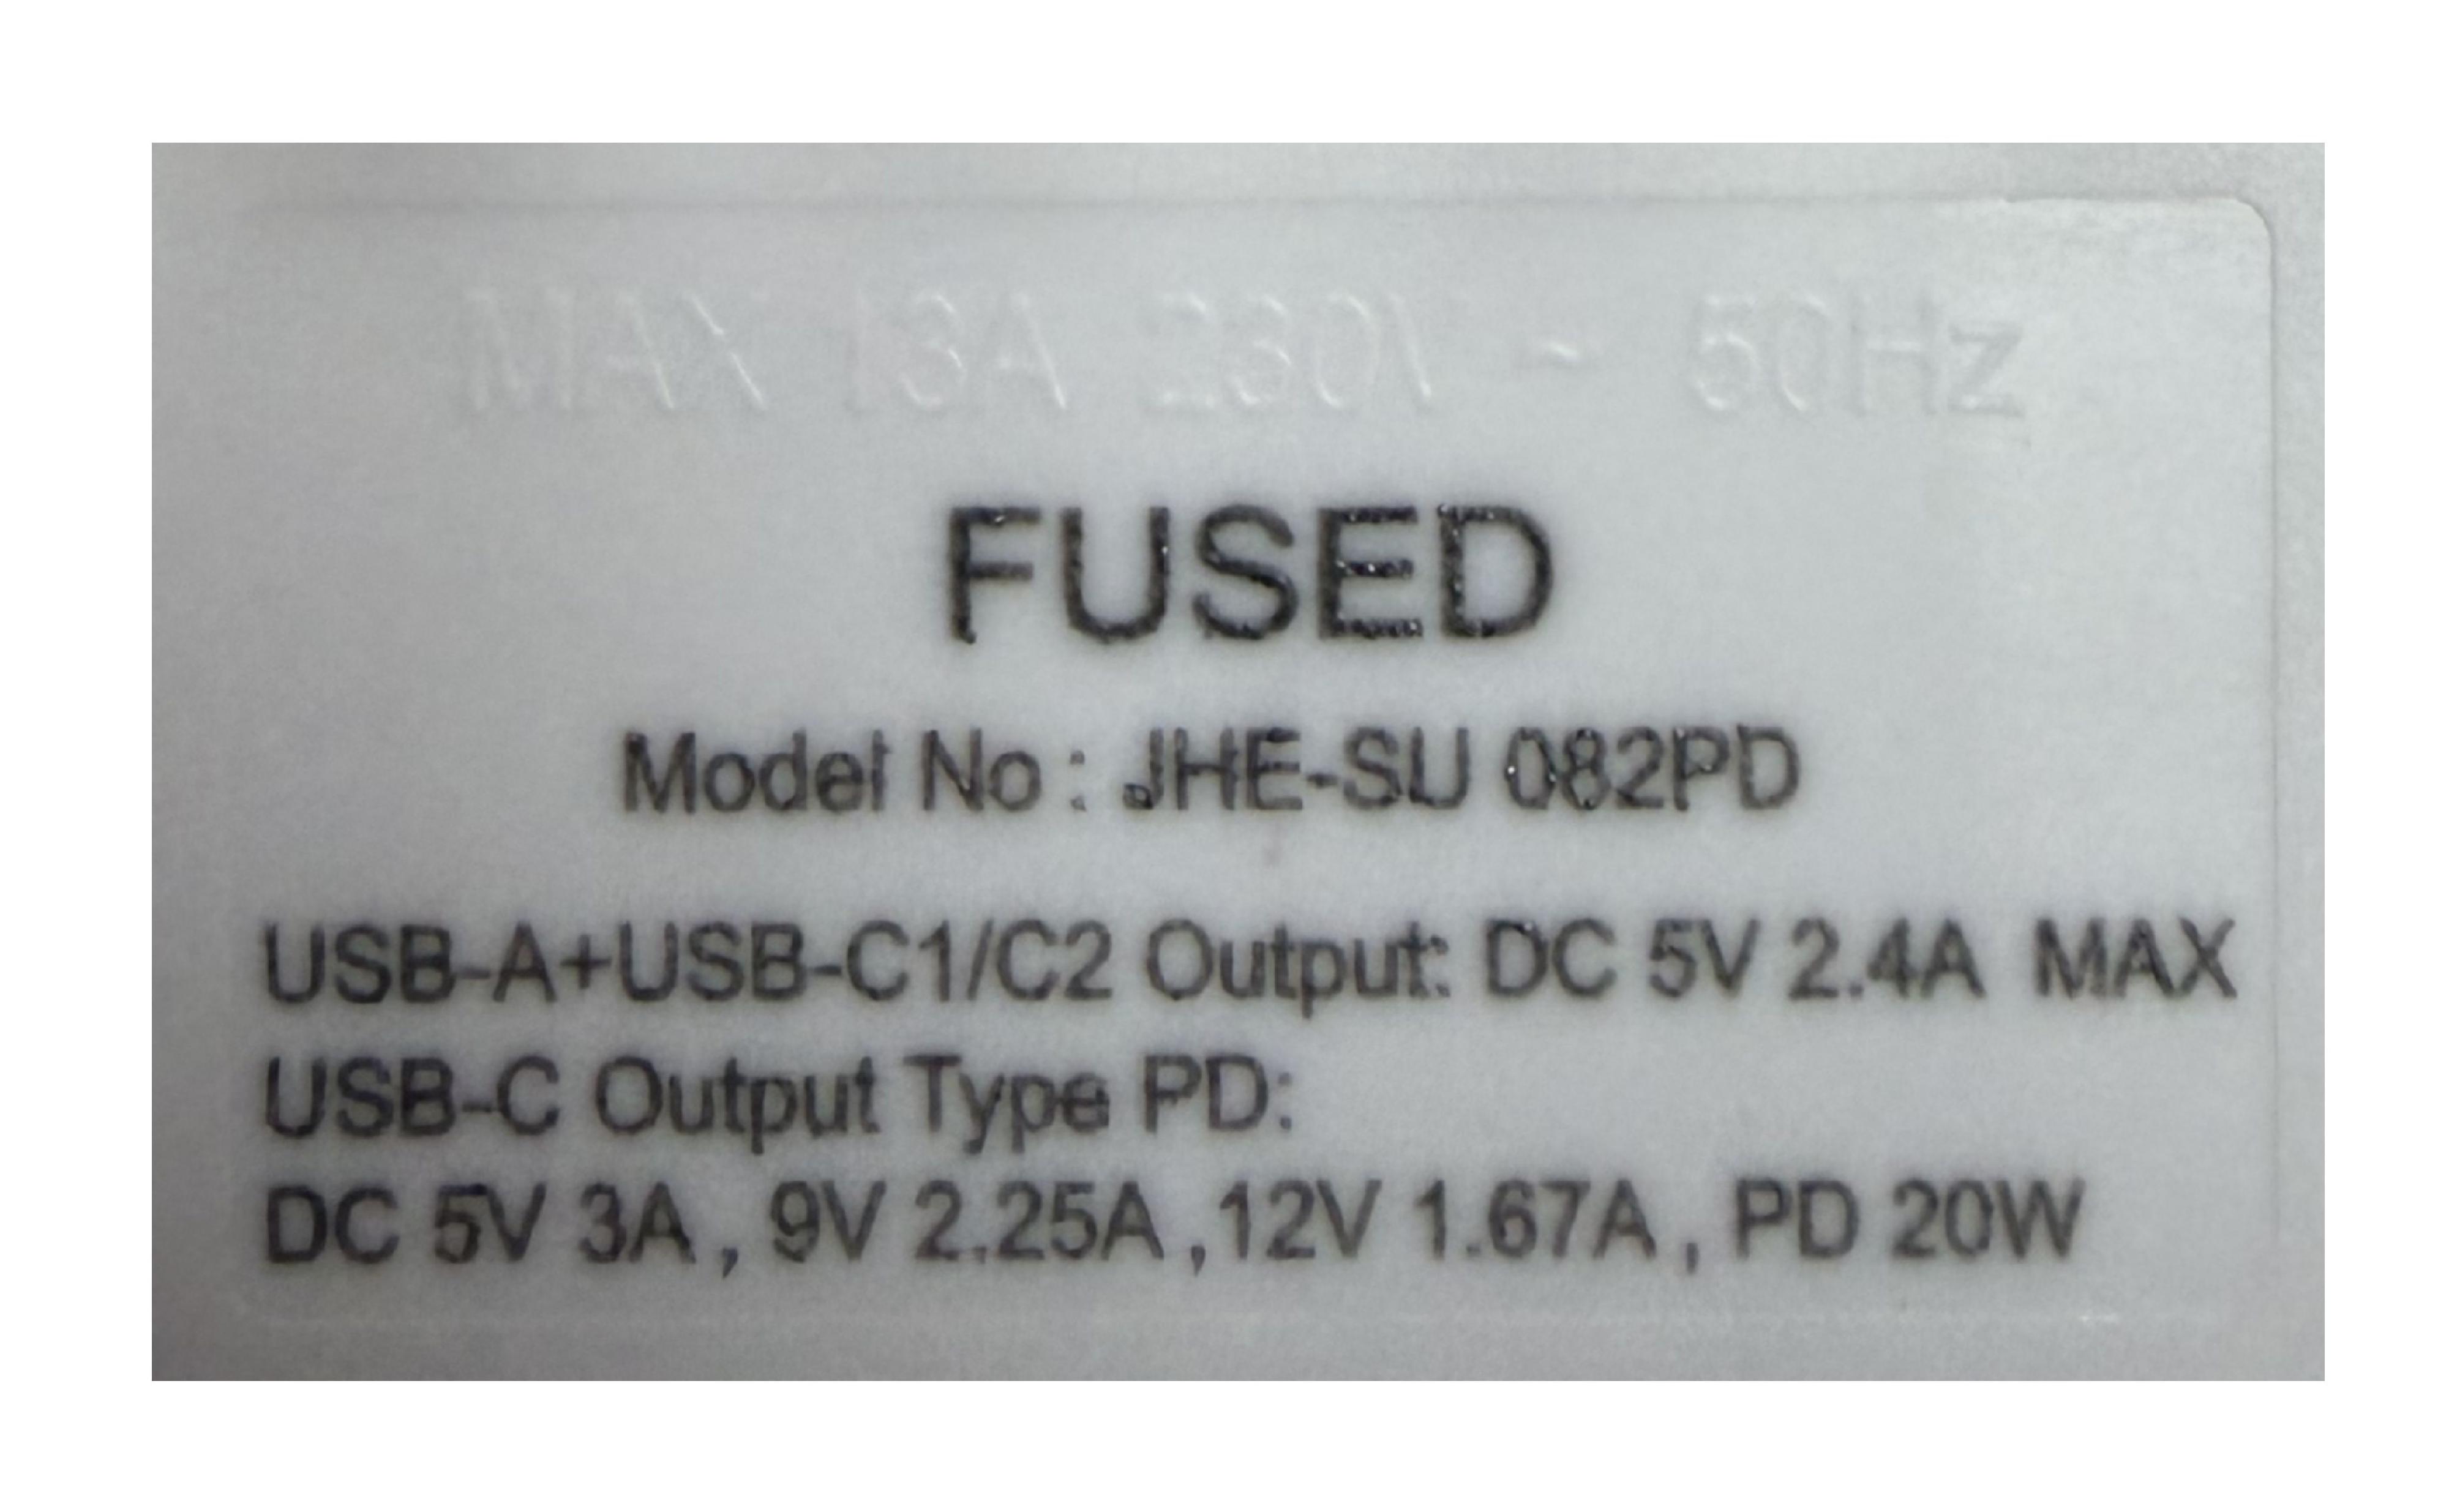 MAX 13A 230V ~ 50Hz
FUSED
Model No : JHE-SU 082PD
USB-A+USB-C1/C2 Output: DC 5V 2.4A MAX
USB-C Output Type PD:
DC 5V 3A , 9V 2.25A ,12V 1.67A , PD 20W